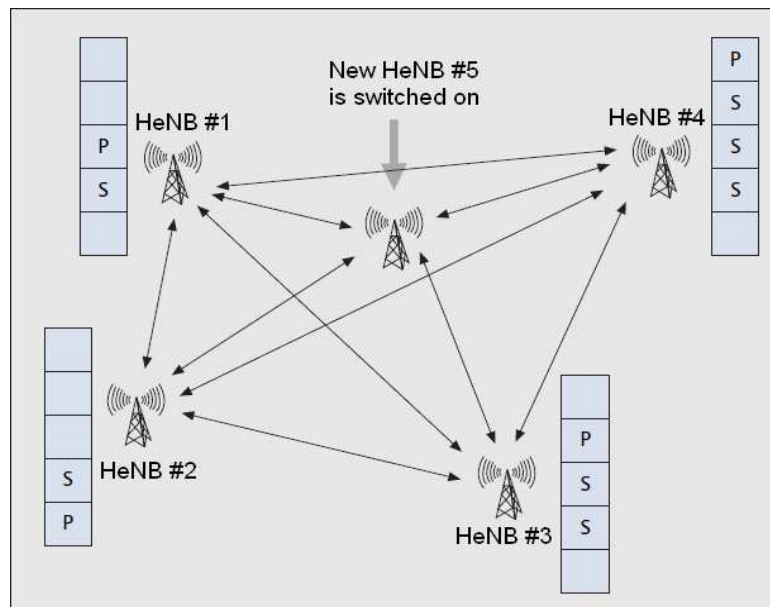 New HeNB #5
is switched on
HeNB #1
P
S
HeNB #4
P
S
S
S
HeNB #2
S
P
HeNB #3
P
S
S